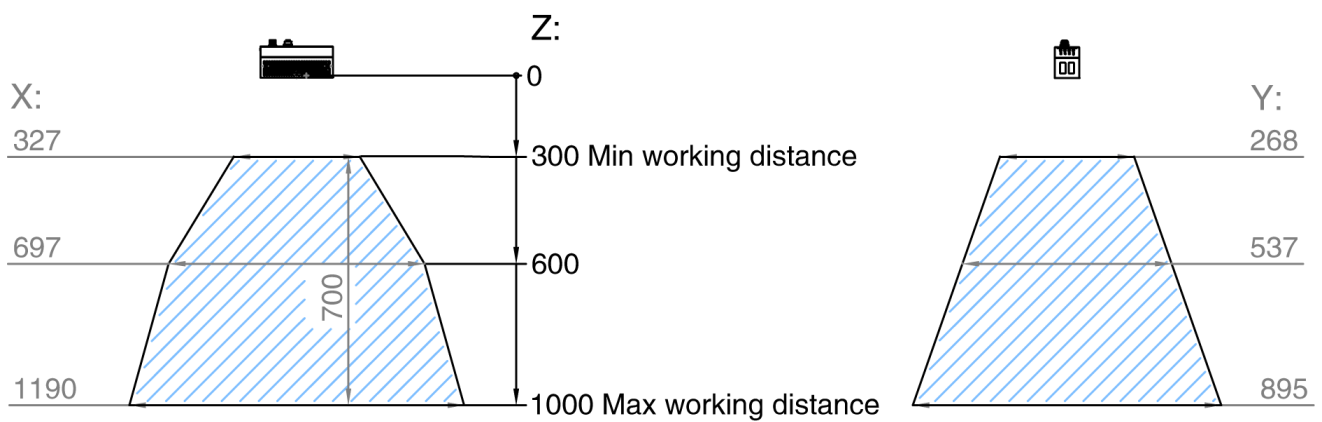 Z:
0
X:
Y:
327
300 Min working distance
268
697
600
537
700
1190
1000 Max working distance
895